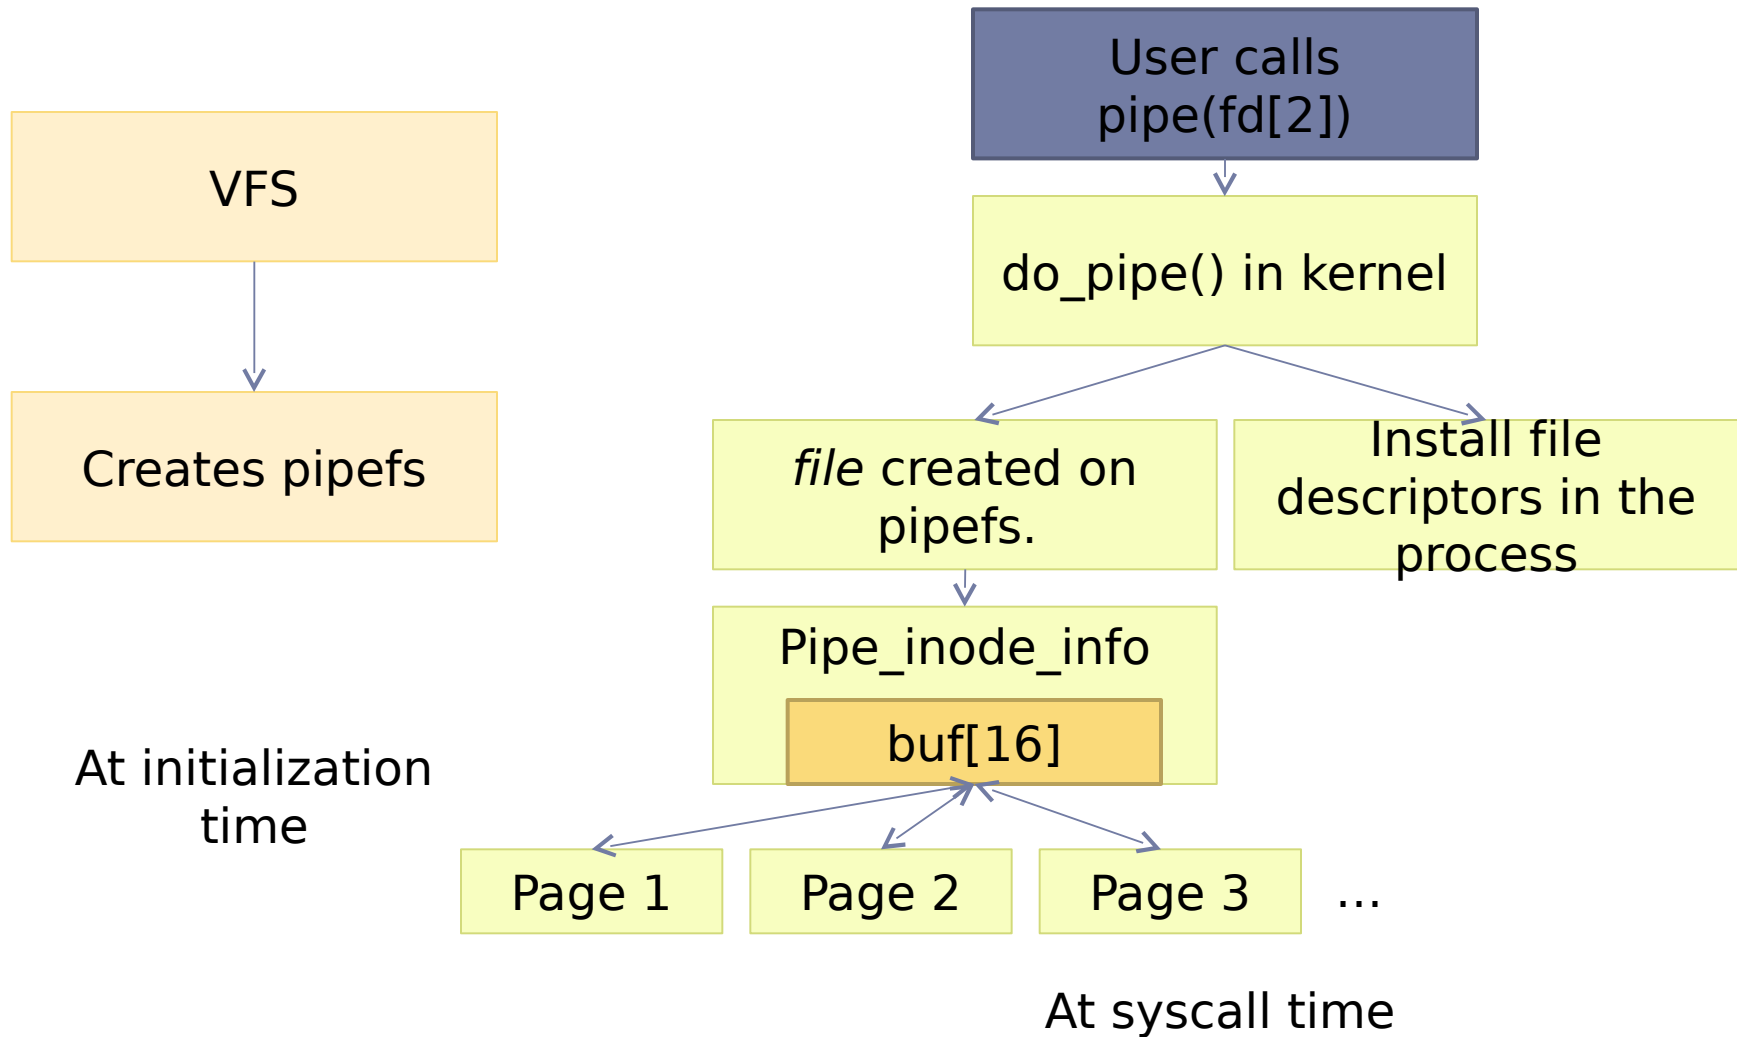 VFS
Creates pipefs
At initialization
time
User calls
pipe(fd[2])
do_pipe() in kernel
file created on
pipefs.
Install file
descriptors in the
process
Pipe_inode_info
buf[16]
Page 1
Page 2
Page 3
…
At syscall time